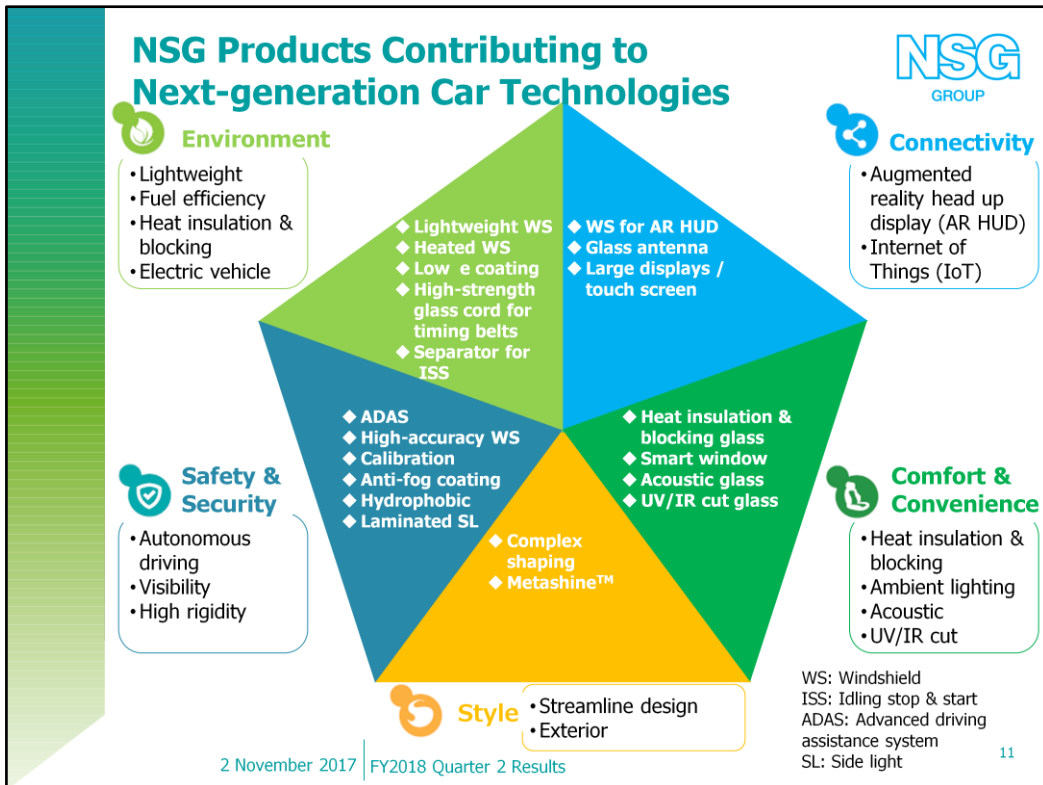 NSG Products Contributing to
Next-generation Car Technologies
NSG
GROUP
Environment
•Lightweight
•Fuel efficiency
•Heat insulation &
blocking
•Electric vehicle
Connectivity
•Augmented
reality head up
display (AR HUD)
•Internet of
Things (IoT)
◆Lightweight WS
◆Heated WS
◆Low e coating
◆High-strength
glass cord for
timing belts
◆Separator for
ISS
◆WS for AR HUD
◆Glass antenna
◆Large displays /
touch screen
◆ADAS
◆High-accuracy WS
◆Calibration
◆Anti-fog coating
◆Hydrophobic
◆Laminated SL
◆Heat insulation &
blocking glass
◆Smart window
◆Acoustic glass
◆UV/IR cut glass
◆Complex
shaping
◆Metashine™
Safety &
Security
•Autonomous
driving
•Visibility
•High rigidity
Comfort &
Convenience
•Heat insulation &
blocking
•Ambient lighting
•Acoustic
•UV/IR cut
Style
•Streamline design
•Exterior
WS: Windshield
ISS: Idling stop & start
ADAS: Advanced driving
assistance system
SL: Side light
2 November 2017 | FY2018 Quarter 2 Results
11